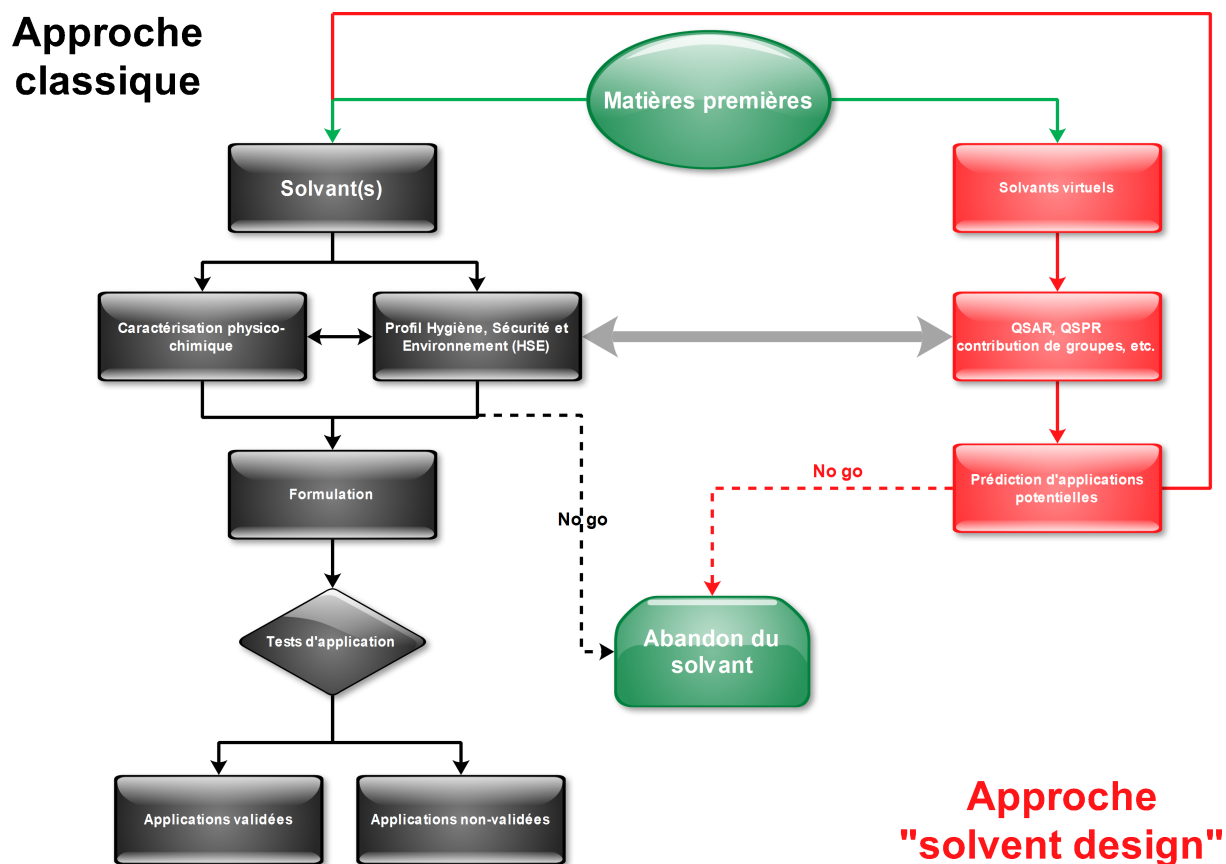 Approche
classique
Matières premières
Solvant(s)
Solvants virtuels
Caractérisation physico-
chimique
Profil Hygiène, Sécurité et
Environnement (HSE)
QSAR, QSPR
contribution de groupes, etc.
Formulation
No go
Prédiction d'applications
potentielles
No go
Tests d'application
Abandon du
solvant
Applications validées
Applications non-validées
Approche
"solvent design"